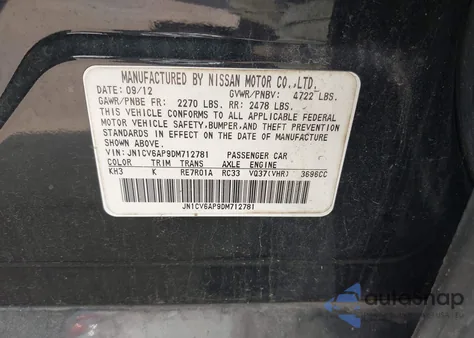 MANUFACTURED BY NISSAN MOTOR CO., LTD.
DATE: 09/12 GVWR/PNBV: 4722 LBS.
GAWR/PNBE FR: 2270 LBS. RR: 2478 LBS.
THIS VEHICLE CONFORMS TO ALL APPLICABLE FEDERAL
MOTOR VEHICLE SAFETY, BUMPER, AND THEFT PREVENTION
STANDARDS IN EFFECT ON THE DATE OF MANUFACTURE
SHOWN ABOVE.
VIN: JN1CV6AP9DM712781 PASSENGER CAR
COLOR TRIM TRANS AXLE ENGINE
KH3 K RE7R01A RC33 VQ37(VHR) 3696CC
JN1CV6AP9DM712781
autosnap